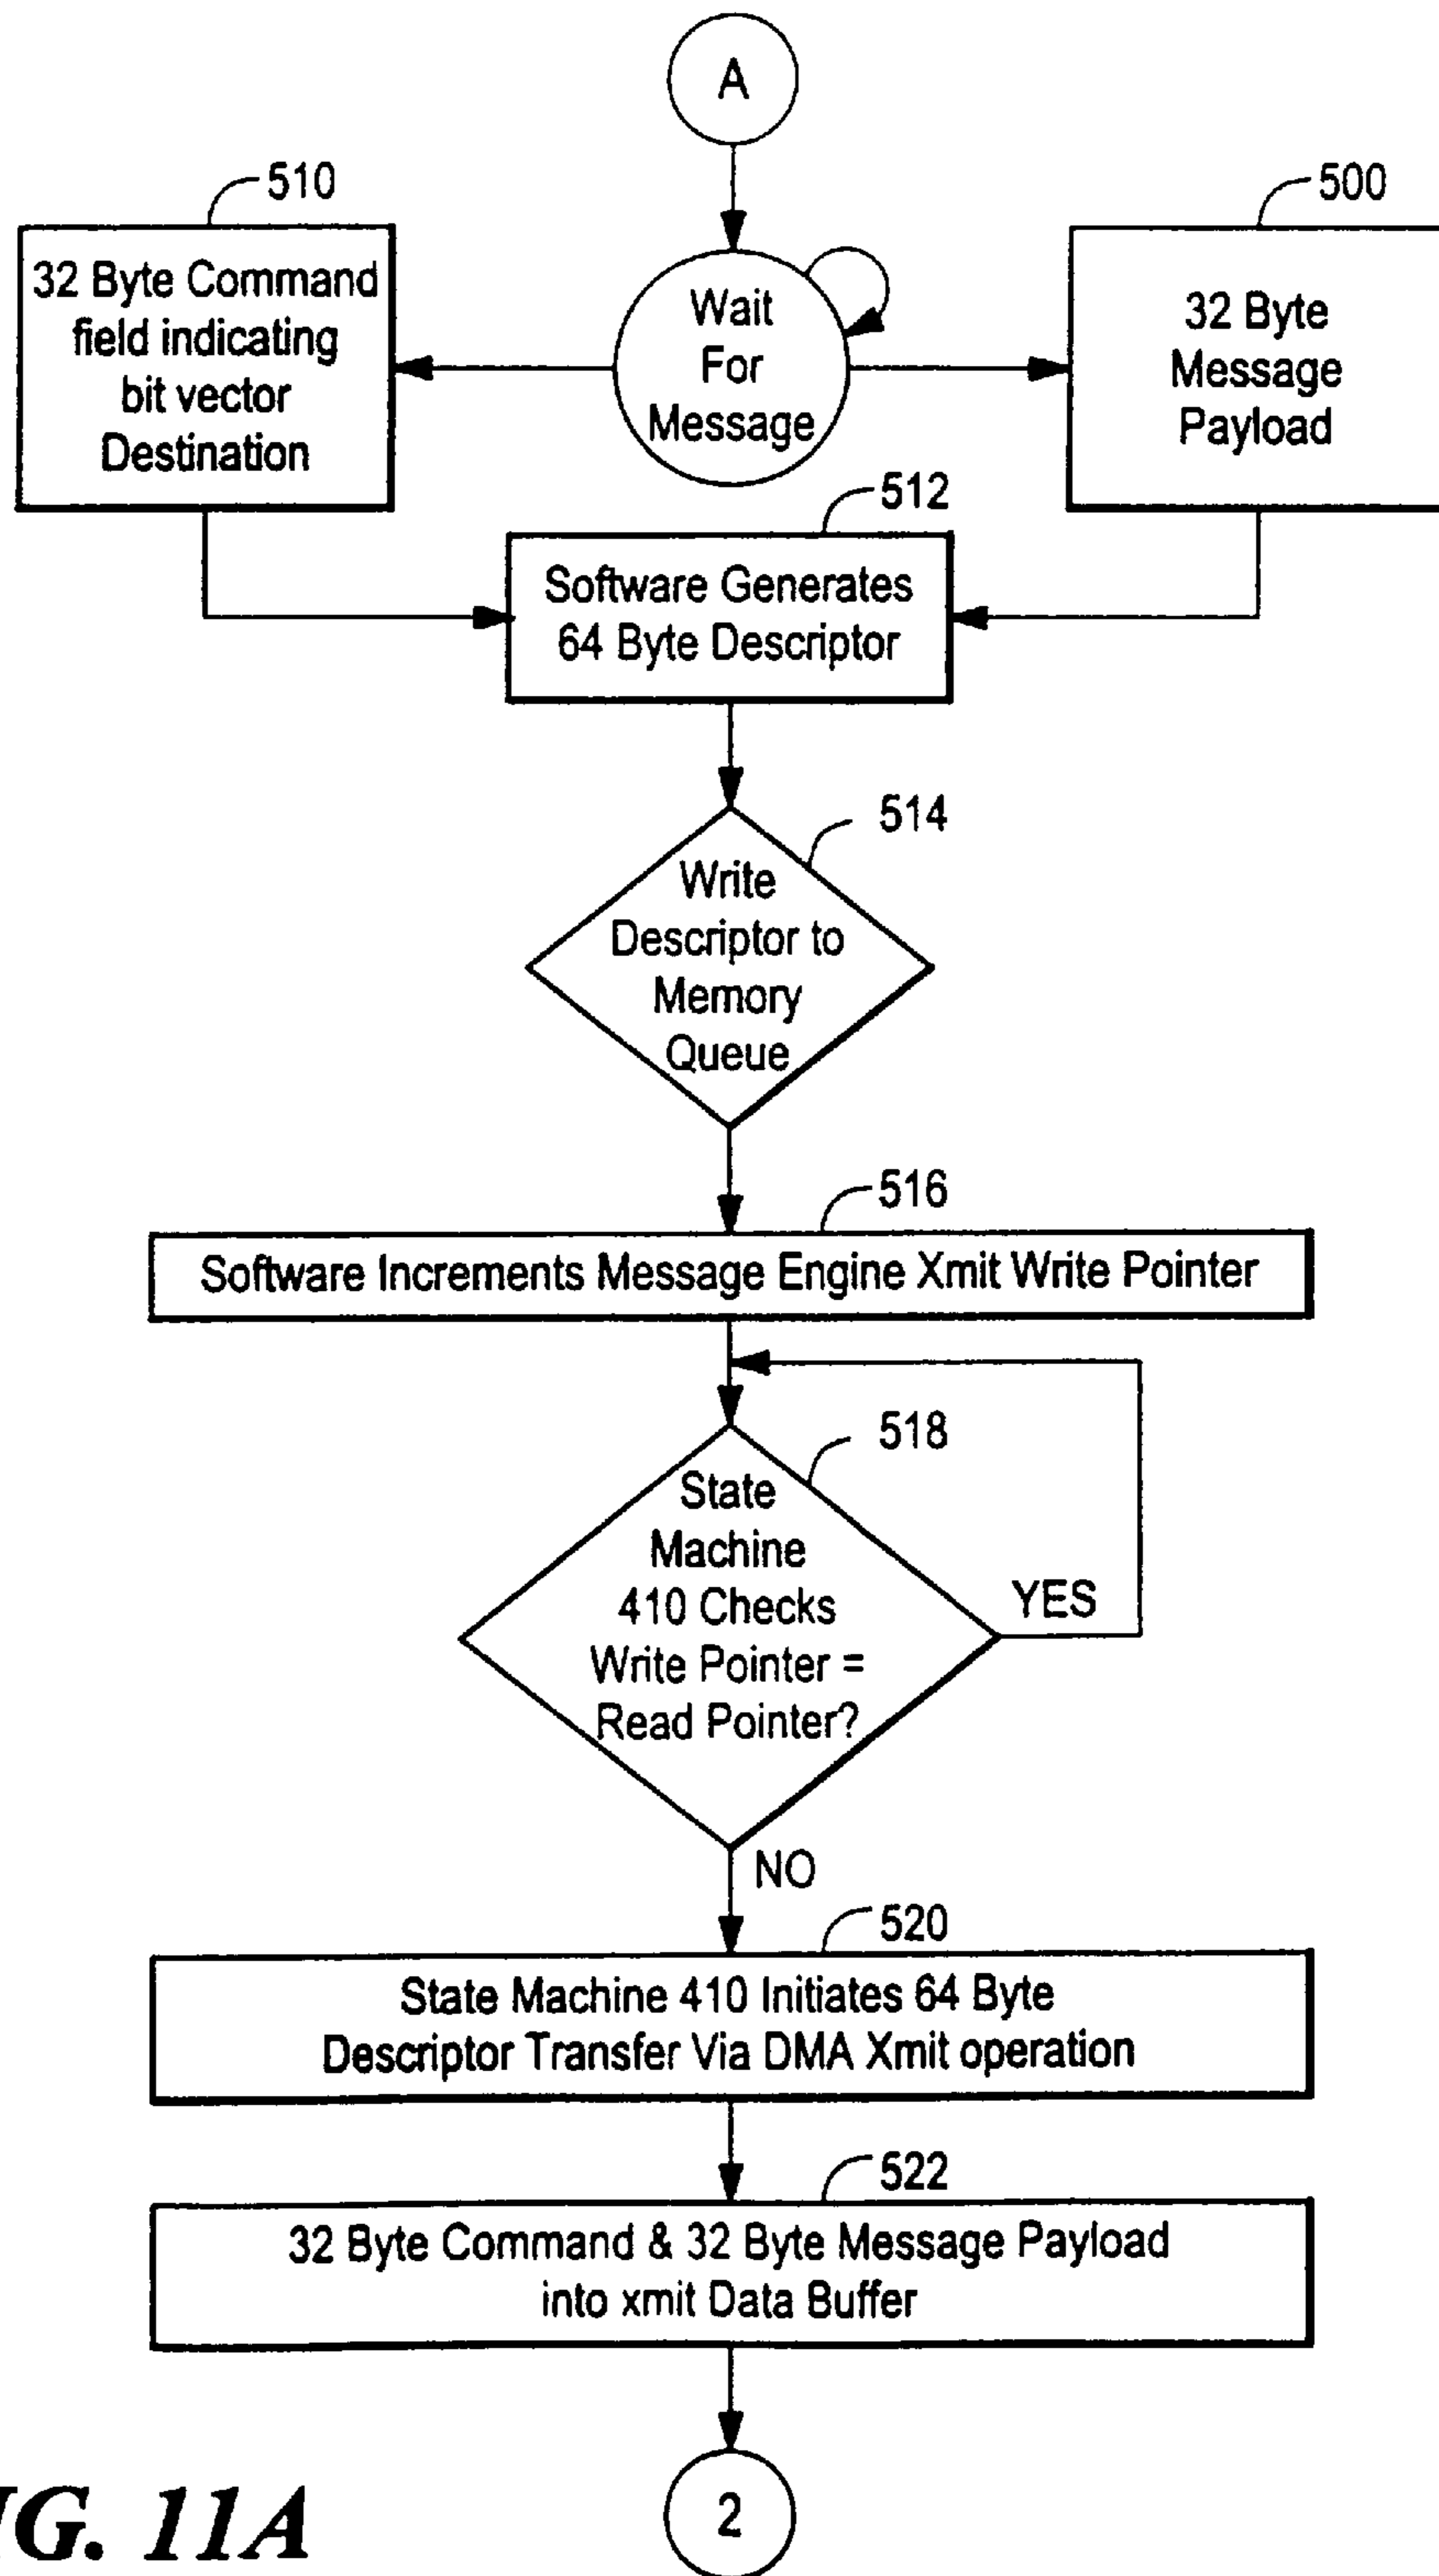 A
510
500
32 Byte Command
field indicating
bit vector
Destination
Wait
For
Message
32 Byte
Message
Payload
512
Software Generates
64 Byte Descriptor
514
Write
Descriptor to
Memory
Queue
516
Software Increments Message Engine Xmit Write Pointer
518
State
Machine
410 Checks
Write Pointer =
Read Pointer?
YES
NO
520
State Machine 410 Initiates 64 Byte
Descriptor Transfer Via DMA Xmit operation
522
32 Byte Command & 32 Byte Message Payload
into xmit Data Buffer
2
IG. 11A